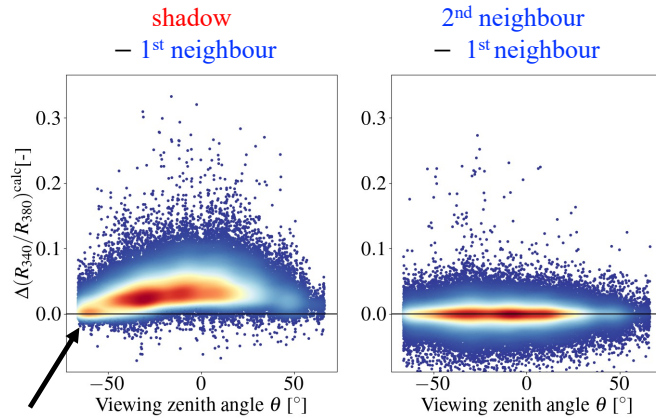 shadow
– 1st neighbour
2nd neighbour
– 1st neighbour
Δ(R340/R380)calc[-]
0.3
0.2
0.1
0.0
−50
0
50
Viewing zenith angle θ [°]
0.3
0.2
0.1
0.0
−50
0
50
Viewing zenith angle θ [°]